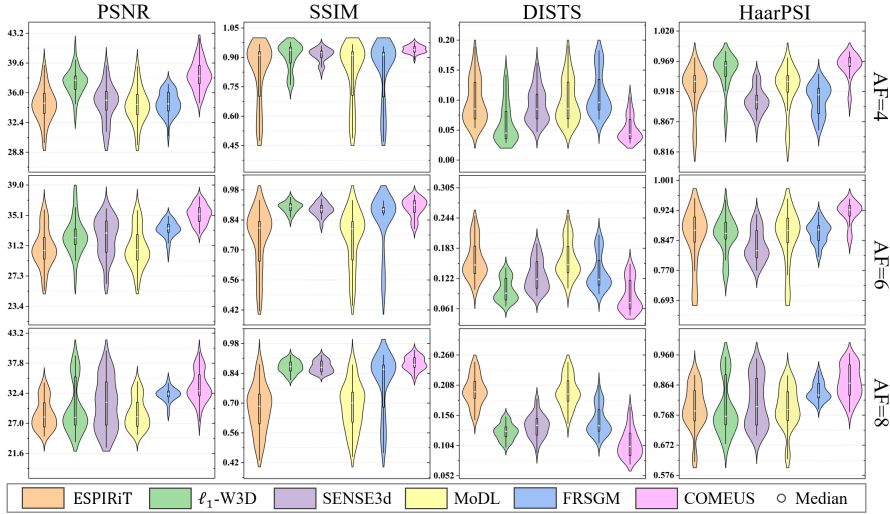 PSNR SSIM DISTS HaarPSI
43.2 1.05 0.20 1.020
39.6 0.90 0.15 0.969
36.0 0.75 0.10 0.918
32.4 0.60 0.05 0.867
28.8 0.45 0.00 0.816
AF=4
39.0 0.98 0.305 1.001
35.1 0.84 0.244 0.924
31.2 0.70 0.183 0.847
27.3 0.56 0.122 0.770
23.4 0.42 0.061 0.693
AF=6
43.2 0.98 0.260 0.960
37.8 0.84 0.208 0.864
32.4 0.70 0.156 0.768
27.0 0.56 0.104 0.672
21.6 0.42 0.052 0.576
AF=8
ESPIRiT ℓ₁-W3D SENSE3d MoDL FRSGM COMEUS Median